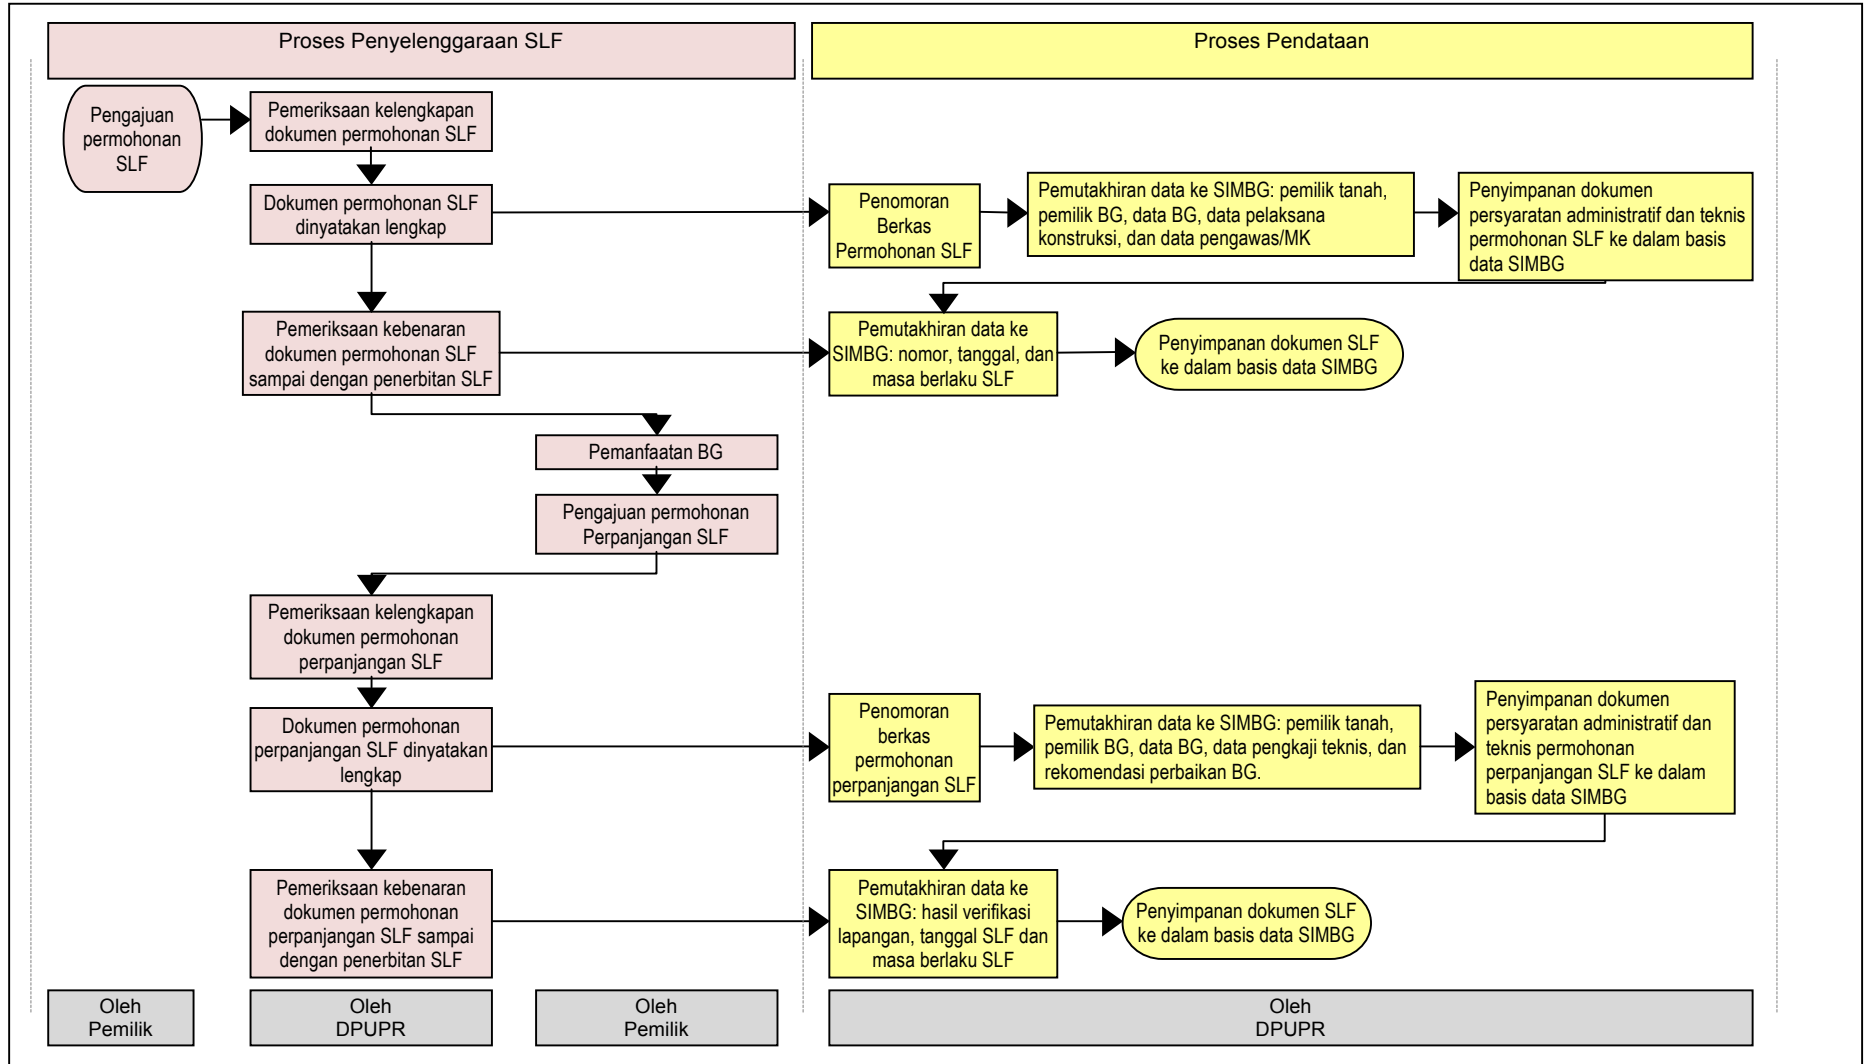 Proses Penyelenggaraan SLF
Proses Pendataan
Pengajuan
permohonan
SLF
Pemeriksaan kelengkapan
dokumen permohonan SLF
Dokumen permohonan SLF
dinyatakan lengkap
Penomoran
Berkas
Permohonan SLF
Pemutakhiran data ke SIMBG: pemilik tanah,
pemilik BG, data BG, data pelaksana
konstruksi, dan data pengawas/MK
Penyimpanan dokumen
persyaratan administratif dan teknis
permohonan SLF ke dalam basis
data SIMBG
Pemeriksaan kebenaran
dokumen permohonan SLF
sampai dengan penerbitan SLF
Pemutakhiran data ke
SIMBG: nomor, tanggal, dan
masa berlaku SLF
Penyimpanan dokumen SLF
ke dalam basis data SIMBG
Pemanfaatan BG
Pengajuan permohonan
Perpanjangan SLF
Pemeriksaan kelengkapan
dokumen permohonan
perpanjangan SLF
Dokumen permohonan
perpanjangan SLF dinyatakan
lengkap
Penomoran
berkas
permohonan
perpanjangan SLF
Pemutakhiran data ke SIMBG: pemilik tanah,
pemilik BG, data BG, data pengkaji teknis, dan
rekomendasi perbaikan BG.
Penyimpanan dokumen
persyaratan administratif dan
teknis permohonan
perpanjangan SLF ke dalam
basis data SIMBG
Pemeriksaan kebenaran
dokumen permohonan
perpanjangan SLF sampai
dengan penerbitan SLF
Pemutakhiran data ke
SIMBG: hasil verifikasi
lapangan, tanggal SLF dan
masa berlaku SLF
Penyimpanan dokumen SLF
ke dalam basis data SIMBG
Oleh
Pemilik
Oleh
DPUPR
Oleh
Pemilik
Oleh
DPUPR